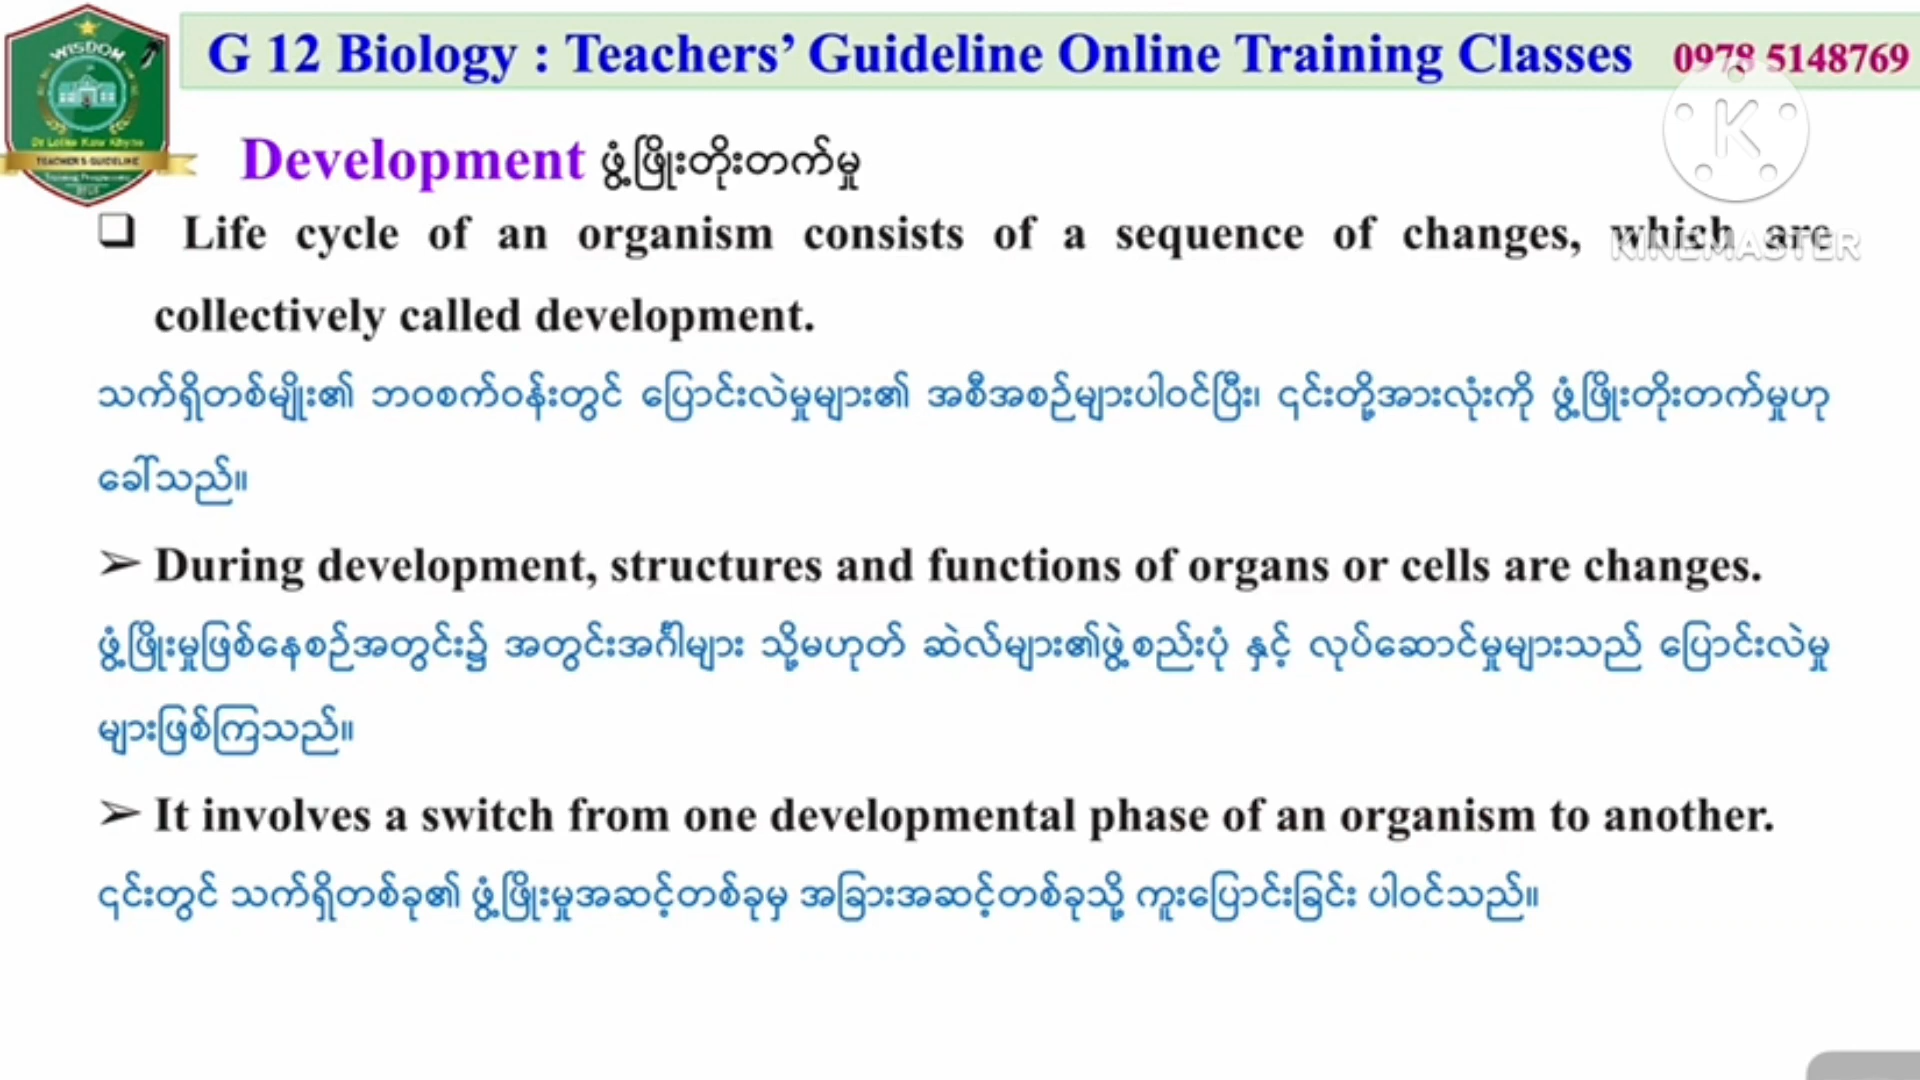 WISDOM
TEACHER'S GUIDELINE
G 12 Biology : Teachers' Guideline Online Training Classes 0978 5148769
Development ဖွံ့ဖြိုးတိုးတက်မှု
❑ Life cycle of an organism consists of a sequence of changes, which are
KINEMASTER
collectively called development.
သက်ရှိတစ်မျိုး၏ ဘဝစက်ဝန်းတွင် ပြောင်းလဲမှုများ၏ အစီအစဉ်များပါဝင်ပြီး၊ ၎င်းတို့အားလုံးကို ဖွံ့ဖြိုးတိုးတက်မှုဟု
ခေါ်သည်။
➢ During development, structures and functions of organs or cells are changes.
ဖွံ့ဖြိုးမှုဖြစ်နေစဉ်အတွင်း၌ အတွင်းအင်္ဂါများ သို့မဟုတ် ဆဲလ်များ၏ဖွဲ့စည်းပုံ နှင့် လုပ်ဆောင်မှုများသည် ပြောင်းလဲမှု
များဖြစ်ကြသည်။
➢ It involves a switch from one developmental phase of an organism to another.
၎င်းတွင် သက်ရှိတစ်ခု၏ ဖွံ့ဖြိုးမှုအဆင့်တစ်ခုမှ အခြားအဆင့်တစ်ခုသို့ ကူးပြောင်းခြင်း ပါဝင်သည်။